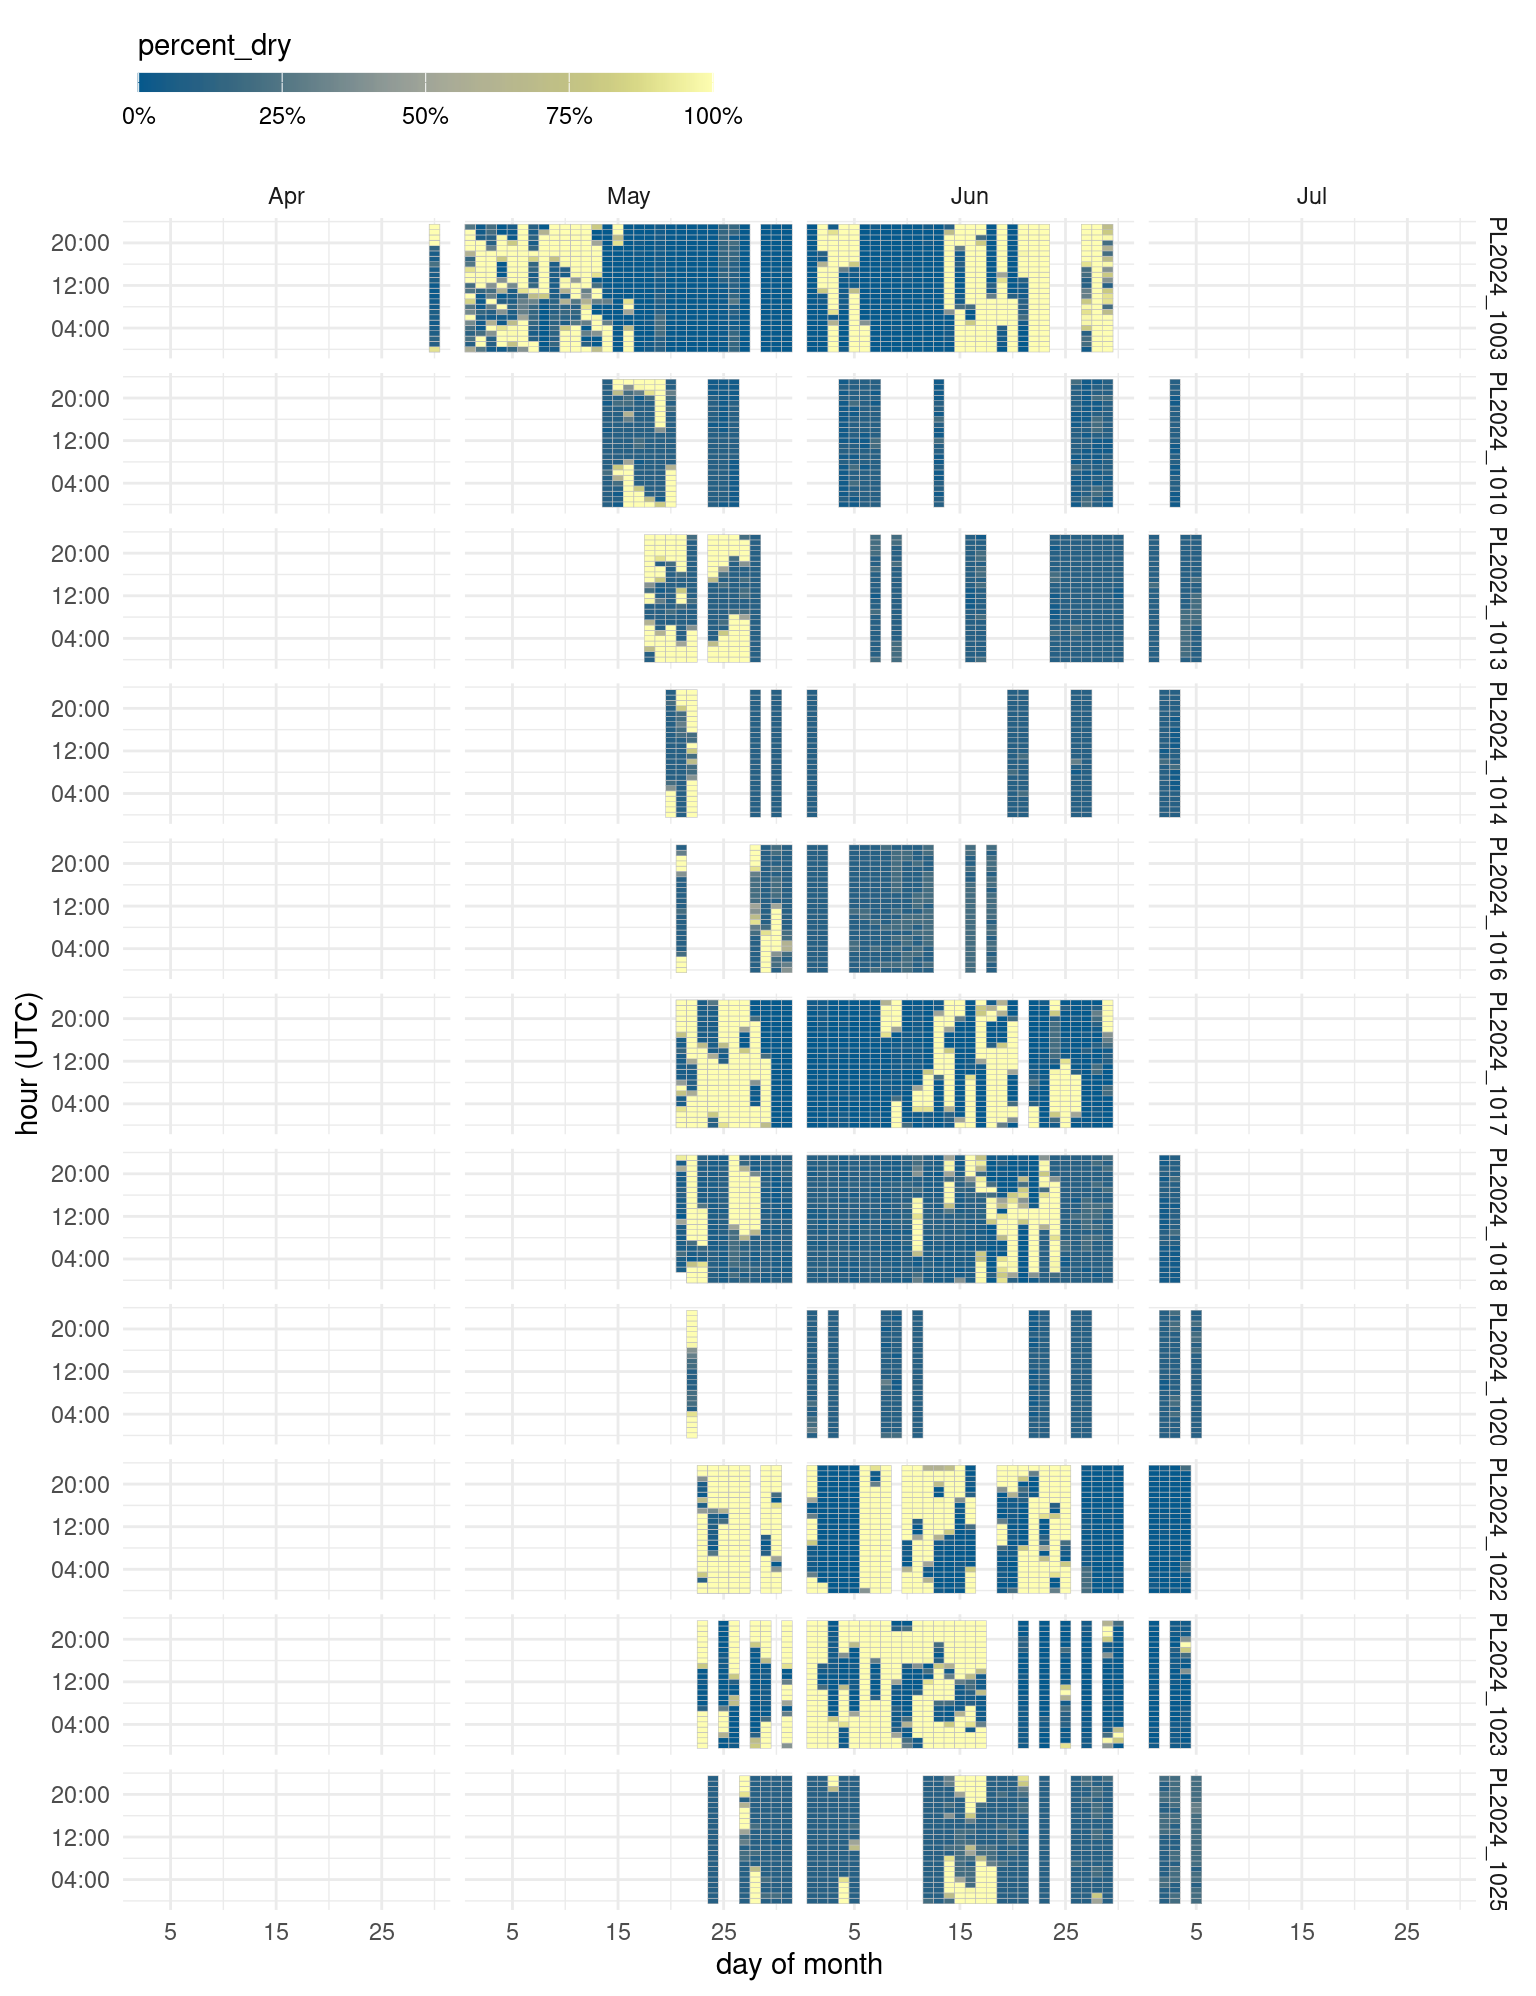 percent_dry
0% 25% 50% 75% 100%
Apr May Jun Jul
20:00
12:00
04:00
PL2024_1003
20:00
12:00
04:00
PL2024_1010
20:00
12:00
04:00
PL2024_1013
20:00
12:00
04:00
PL2024_1014
20:00
12:00
04:00
PL2024_1016
hour (UTC)
20:00
12:00
04:00
PL2024_1017
20:00
12:00
04:00
PL2024_1018
20:00
12:00
04:00
PL2024_1020
20:00
12:00
04:00
PL2024_1022
20:00
12:00
04:00
PL2024_1023
20:00
12:00
04:00
PL2024_1025
5 15 25 5 15 25 5 15 25 5 15 25
day of month